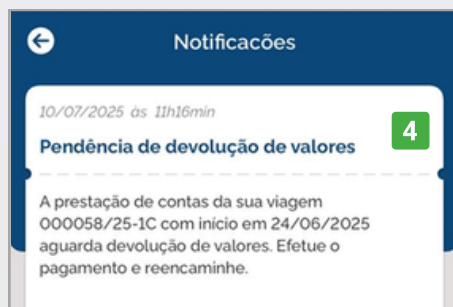 Notificacões
10/07/2025 às 11h16min
4
Pendência de devolução de valores
A prestação de contas da sua viagem
000058/25-1C com início em 24/06/2025
aguarda devolução de valores. Efetue o
pagamento e reencaminhe.